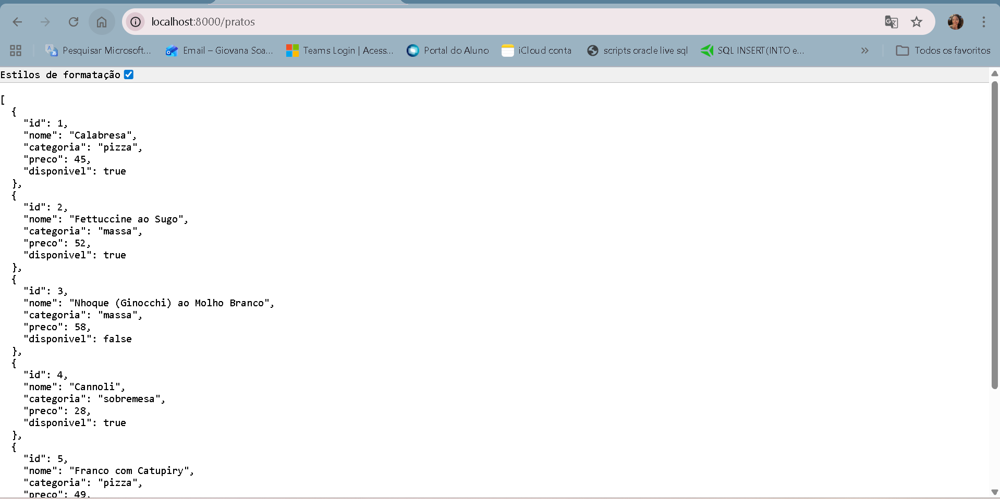 localhost:8000/pratos
Pesquisar Microsoft...
Email – Giovana Soa...
Teams Login | Acess...
Portal do Aluno
iCloud conta
scripts oracle live sql
SQL INSERT(INTO e...
Todos os favoritos
Estilos de formatação
[
{
"id": 1,
"nome": "Calabresa",
"categoria": "pizza",
"preco": 45,
"disponivel": true
},
{
"id": 2,
"nome": "Fettuccine ao Sugo",
"categoria": "massa",
"preco": 52,
"disponivel": true
},
{
"id": 3,
"nome": "Nhoque (Ginocchi) ao Molho Branco",
"categoria": "massa",
"preco": 58,
"disponivel": false
},
{
"id": 4,
"nome": "Cannoli",
"categoria": "sobremesa",
"preco": 28,
"disponivel": true
},
{
"id": 5,
"nome": "Franco com Catupiry",
"categoria": "pizza",
"preco": 49,